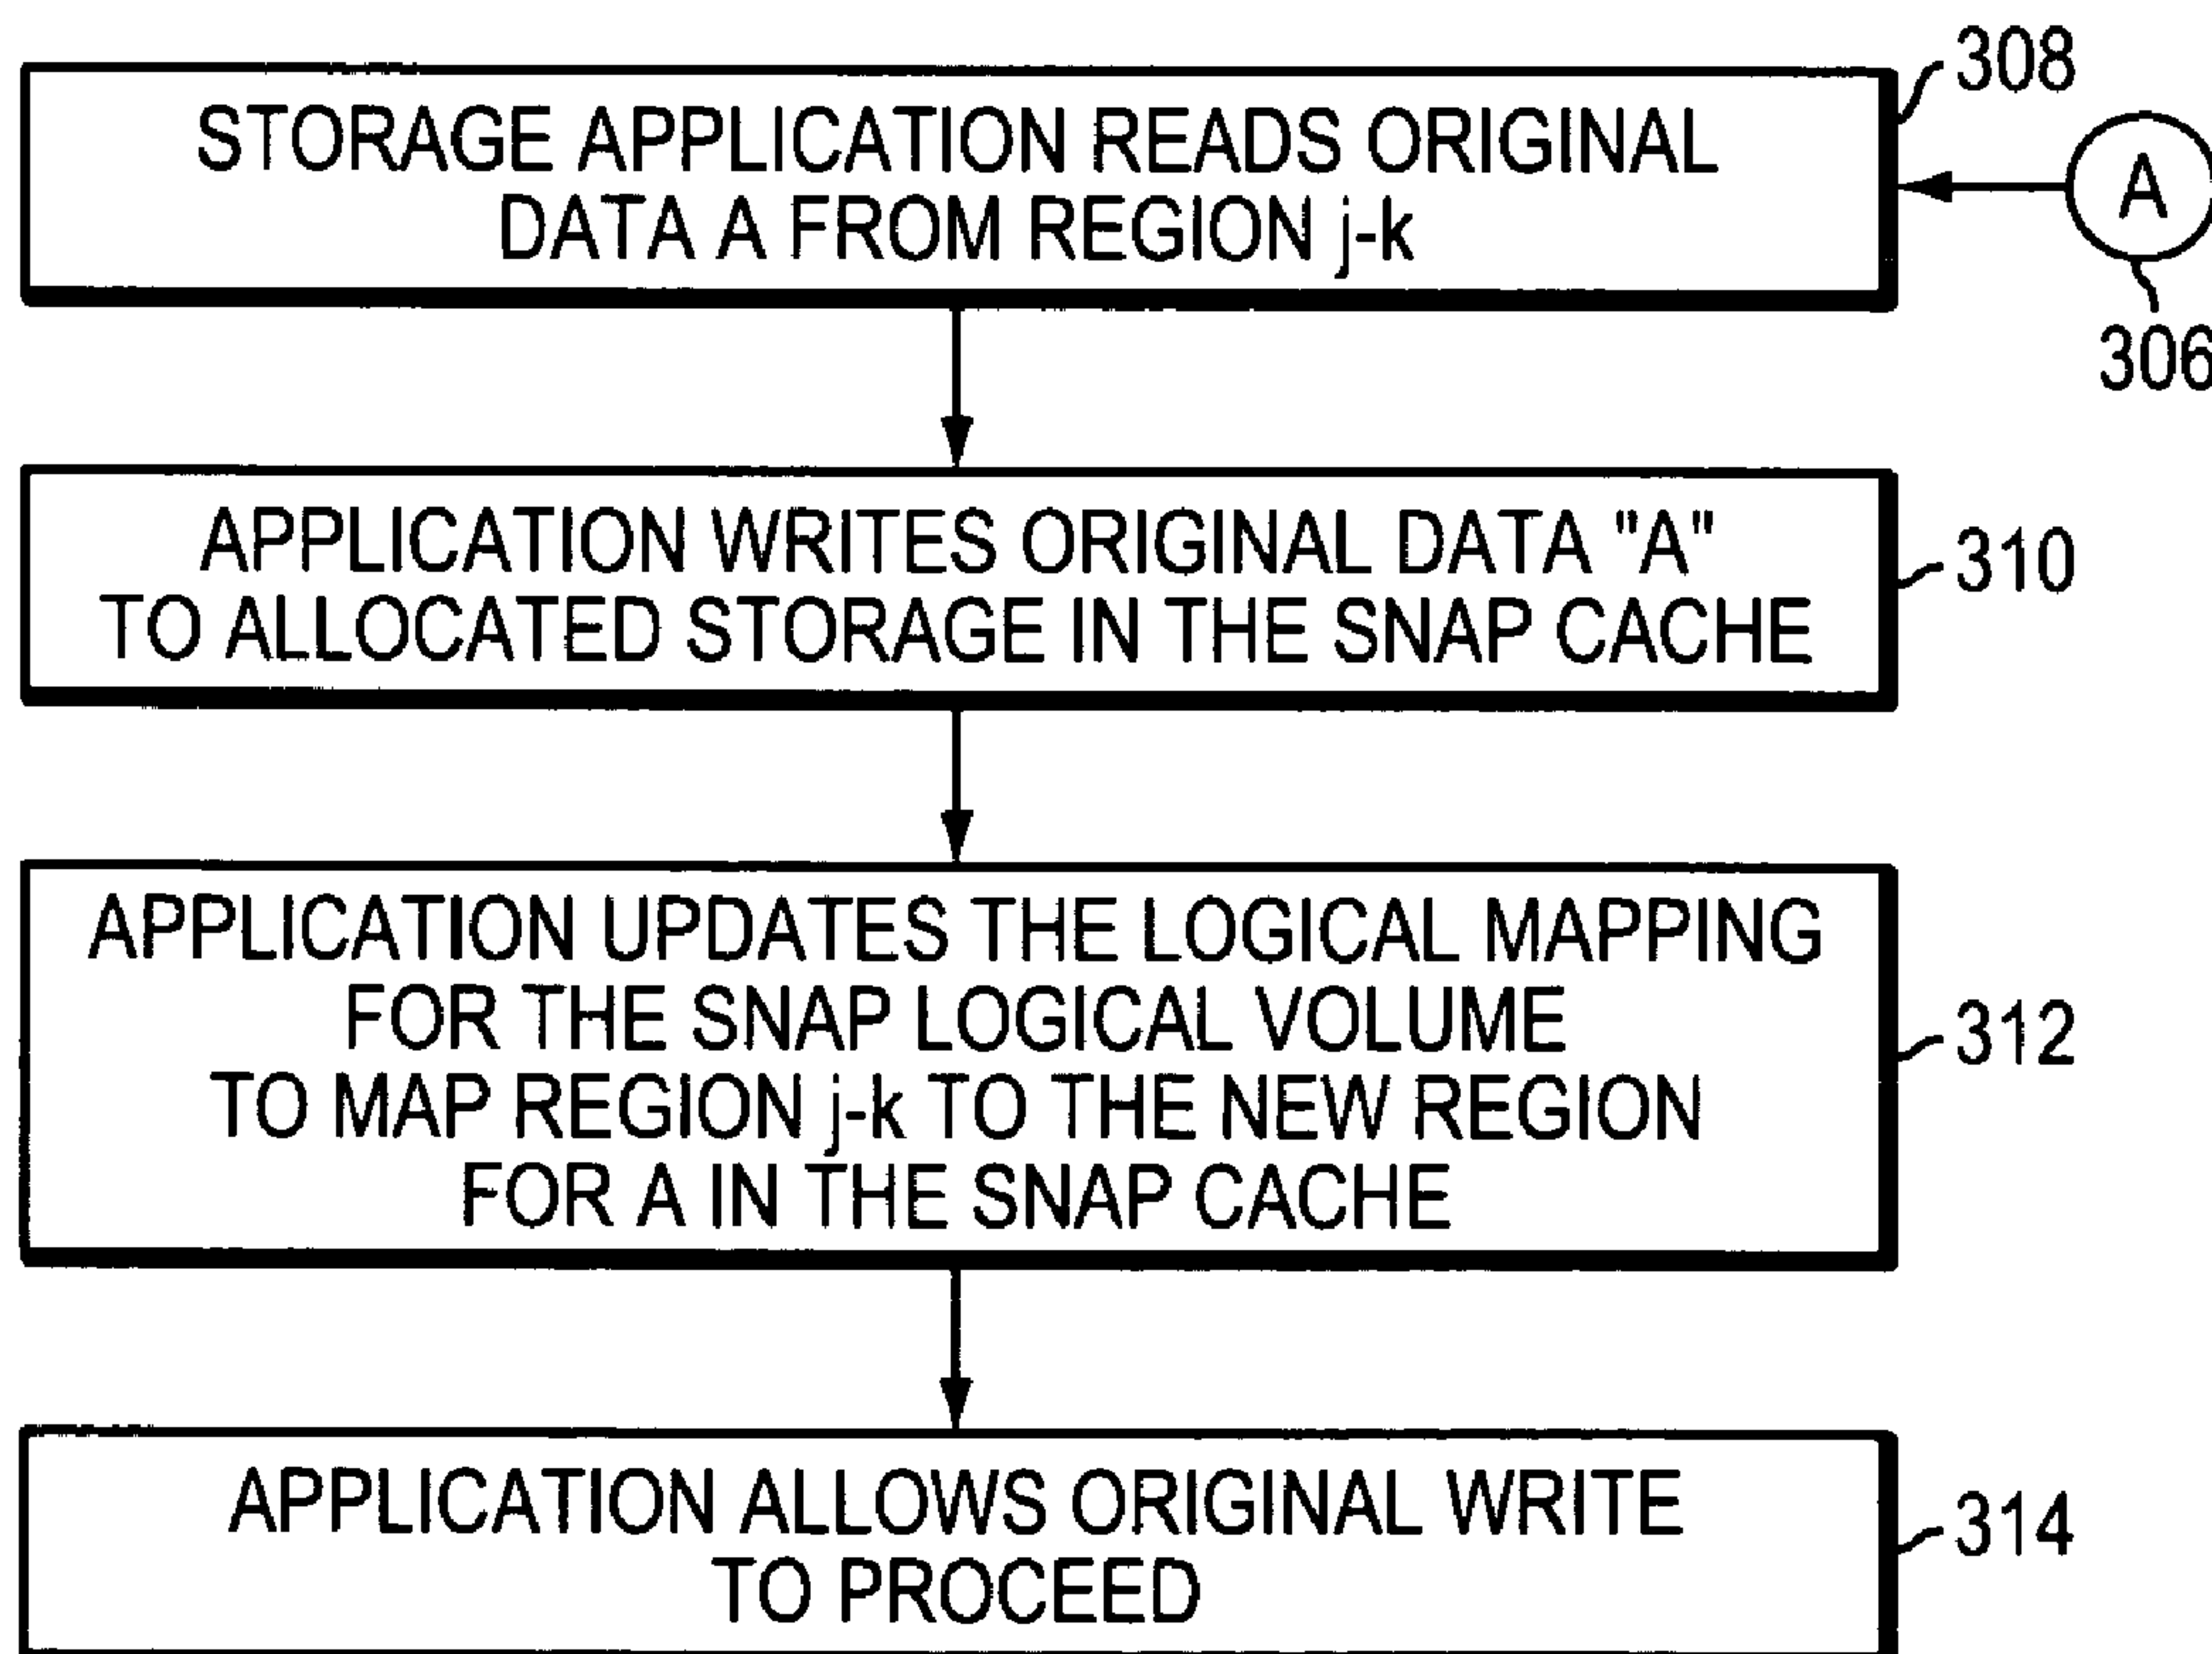 308
STORAGE APPLICATION READS ORIGINAL
DATA A FROM REGION j-k
A
306
APPLICATION WRITES ORIGINAL DATA "A"
TO ALLOCATED STORAGE IN THE SNAP CACHE
310
APPLICATION UPDATES THE LOGICAL MAPPING
FOR THE SNAP LOGICAL VOLUME
TO MAP REGION j-k TO THE NEW REGION
FOR A IN THE SNAP CACHE
312
APPLICATION ALLOWS ORIGINAL WRITE
TO PROCEED
314